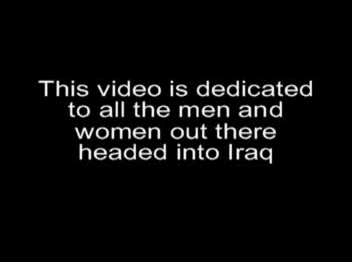 This video is dedicated
to all the men and
women out there
headed into Iraq